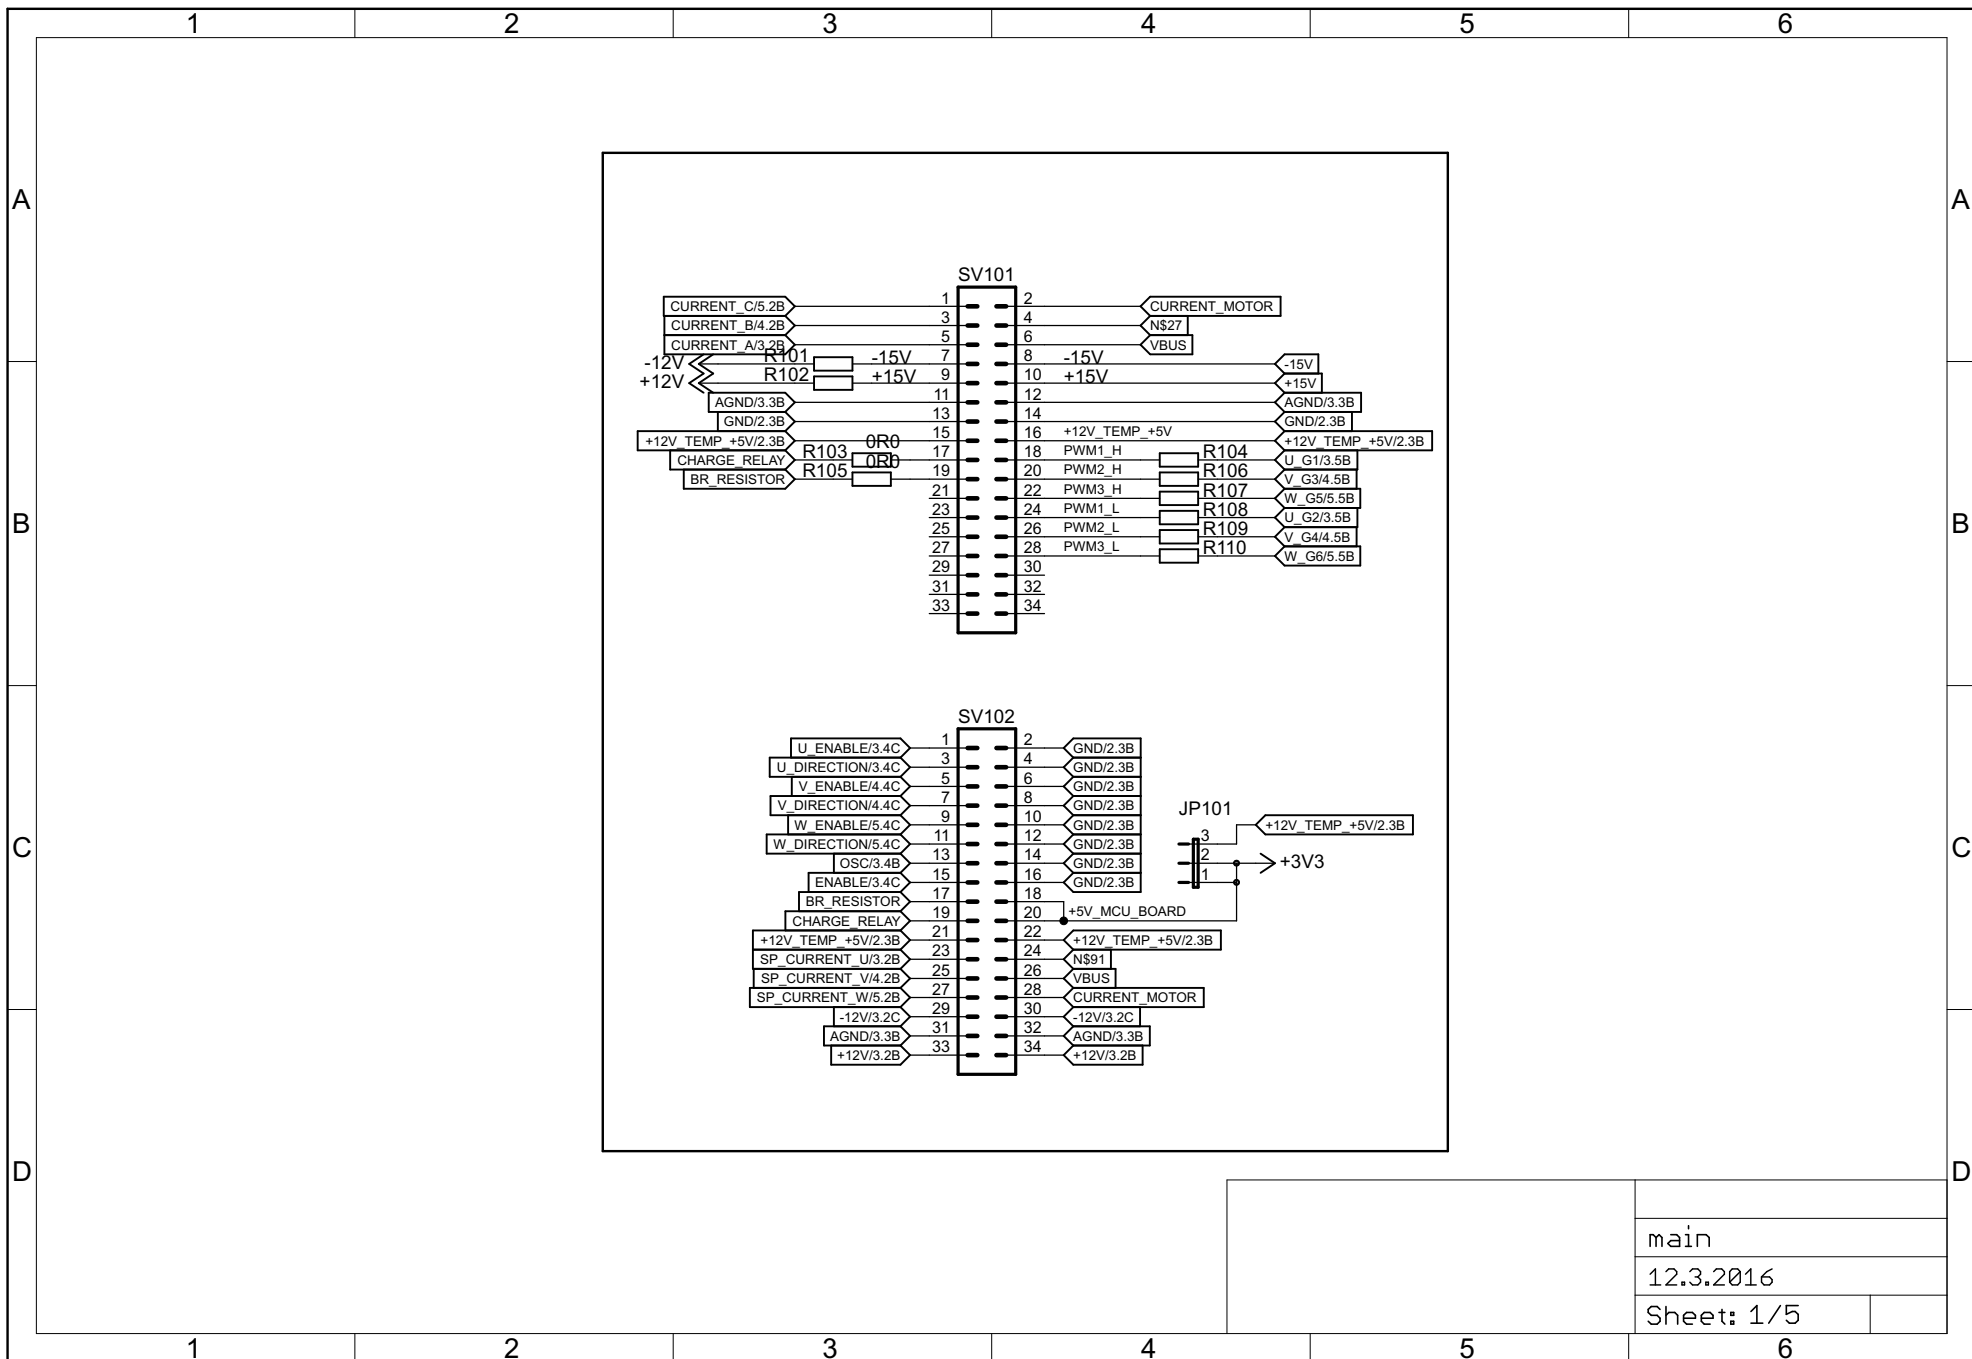 1 2 3 4 5 6
A A
SV101
CURRENT_C/5.2B 1 2 CURRENT_MOTOR
CURRENT_B/4.2B 3 4 N$27
CURRENT_A/3.2B 5 6 VBUS
-12V R101 -15V 7 8 -15V -15V
+12V R102 +15V 9 10 +15V +15V
AGND/3.3B 11 12 AGND/3.3B
GND/2.3B 13 14 GND/2.3B
+12V_TEMP_+5V/2.3B 15 16 +12V_TEMP_+5V +12V_TEMP_+5V/2.3B
CHARGE_RELAY R103 0R0 17 18 PWM1_H R104 U_G1/3.5B
BR_RESISTOR R105 0R0 19 20 PWM2_H R106 V_G3/4.5B
21 22 PWM3_H R107 W_G5/5.5B
B 23 24 PWM1_L R108 U_G2/3.5B B
25 26 PWM2_L R109 V_G4/4.5B
27 28 PWM3_L R110 W_G6/5.5B
29 30
31 32
33 34
SV102
U_ENABLE/3.4C 1 2 GND/2.3B
U_DIRECTION/3.4C 3 4 GND/2.3B
V_ENABLE/4.4C 5 6 GND/2.3B
V_DIRECTION/4.4C 7 8 GND/2.3B
JP101
W_ENABLE/5.4C 9 10 GND/2.3B 3 +12V_TEMP_+5V/2.3B
C W_DIRECTION/5.4C 11 12 GND/2.3B C
OSC/3.4B 13 14 GND/2.3B 2 +3V3
ENABLE/3.4C 15 16 GND/2.3B 1
BR_RESISTOR 17 18
CHARGE_RELAY 19 20 +5V_MCU_BOARD
+12V_TEMP_+5V/2.3B 21 22 +12V_TEMP_+5V/2.3B
SP_CURRENT_U/3.2B 23 24 N$91
SP_CURRENT_V/4.2B 25 26 VBUS
SP_CURRENT_W/5.2B 27 28 CURRENT_MOTOR
-12V/3.2C 29 30 -12V/3.2C
AGND/3.3B 31 32 AGND/3.3B
+12V/3.2B 33 34 +12V/3.2B
D D
main
12.3.2016
Sheet: 1/5
1 2 3 4 5 6